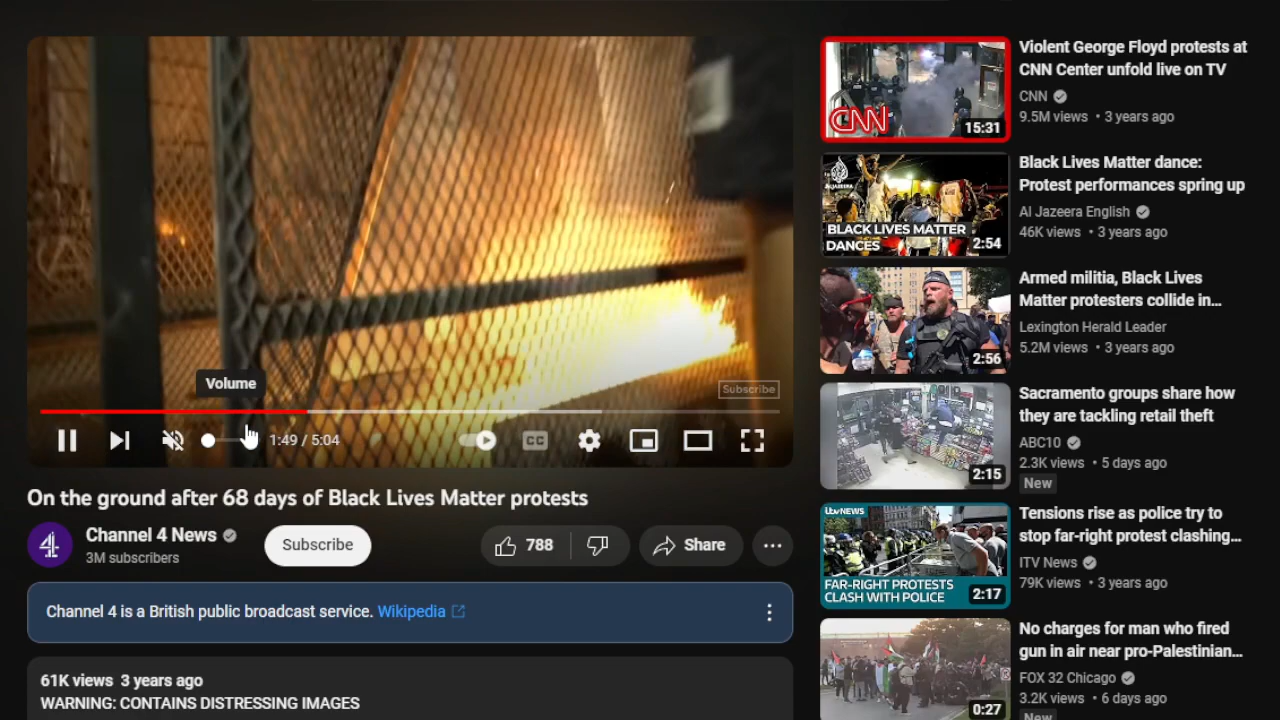 Volume
Subscribe
1:49 / 5:04
CC
On the ground after 68 days of Black Lives Matter protests
4
Channel 4 News
3M subscribers
Subscribe
788
Share
Channel 4 is a British public broadcast service. Wikipedia
61K views 3 years ago
WARNING: CONTAINS DISTRESSING IMAGES
CNN
15:31
Violent George Floyd protests at
CNN Center unfold live on TV
CNN
9.5M views • 3 years ago
ALJAZEERA
BLACK LIVES MATTER
DANCES
2:54
Black Lives Matter dance:
Protest performances spring up
Al Jazeera English
46K views • 3 years ago
2:56
Armed militia, Black Lives
Matter protesters collide in...
Lexington Herald Leader
5.2M views • 3 years ago
2:15
Sacramento groups share how
they are tackling retail theft
ABC10
2.3K views • 5 days ago
New
itv NEWS
FAR-RIGHT PROTESTS
CLASH WITH POLICE
2:17
Tensions rise as police try to
stop far-right protest clashing...
ITV News
79K views • 3 years ago
0:27
No charges for man who fired
gun in air near pro-Palestinian...
FOX 32 Chicago
3.2K views • 6 days ago
New